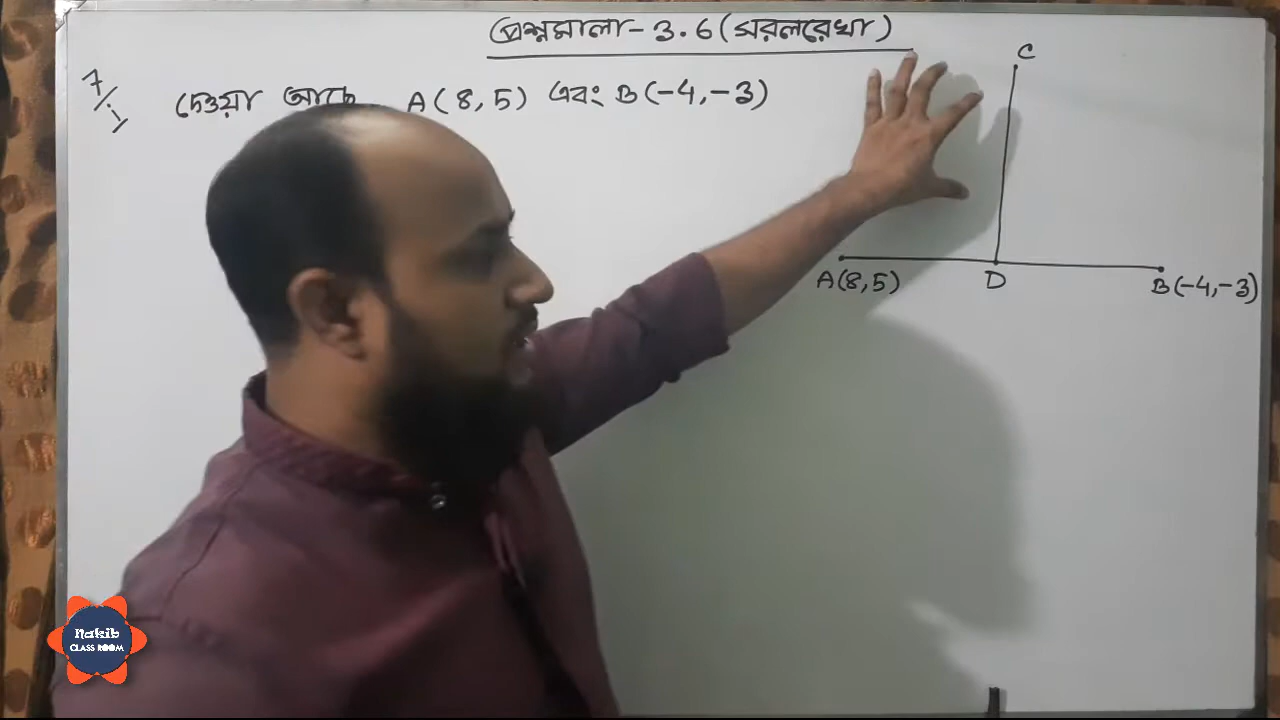 প্রশ্নমালা-3.6(সরলরেখা)
7/i দেওয়া আছে A(8,5) এবং B(-4,-3)
C
A(8,5) D B(-4,-3)
Nakib
CLASS ROOM